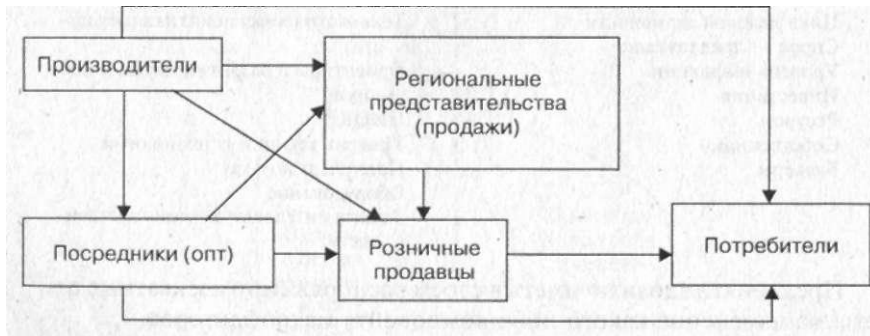 Производители
Региональные
представительства
(продажи)
Посредники (опт)
Розничные
продавцы
Потребители